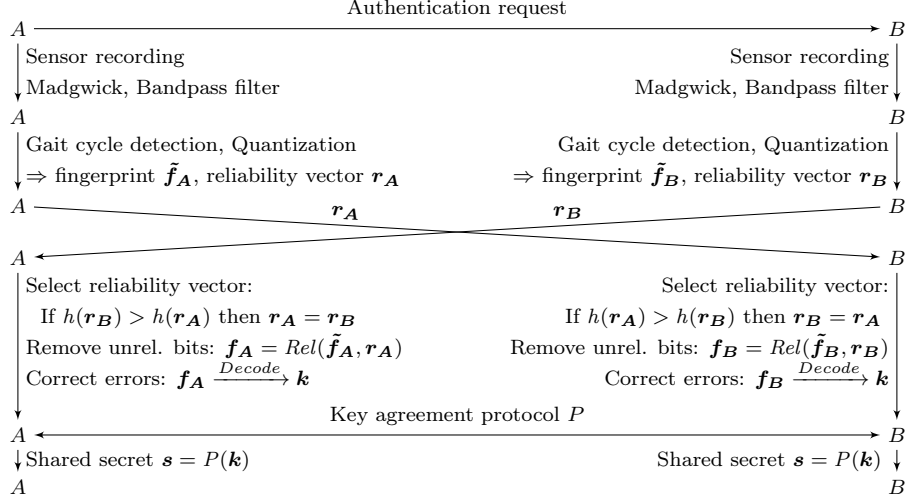 Authentication request
A B
Sensor recording Sensor recording
Madgwick, Bandpass filter Madgwick, Bandpass filter
A B
Gait cycle detection, Quantization Gait cycle detection, Quantization
⇒ fingerprint f̃_A, reliability vector r_A ⇒ fingerprint f̃_B, reliability vector r_B
A r_A r_B B
A B
Select reliability vector: Select reliability vector:
If h(r_B) > h(r_A) then r_A = r_B If h(r_A) > h(r_B) then r_B = r_A
Remove unrel. bits: f_A = Rel(f̃_A, r_A) Remove unrel. bits: f_B = Rel(f̃_B, r_B)
Correct errors: f_A Decode k Correct errors: f_B Decode k
Key agreement protocol P
A B
Shared secret s = P(k) Shared secret s = P(k)
A B